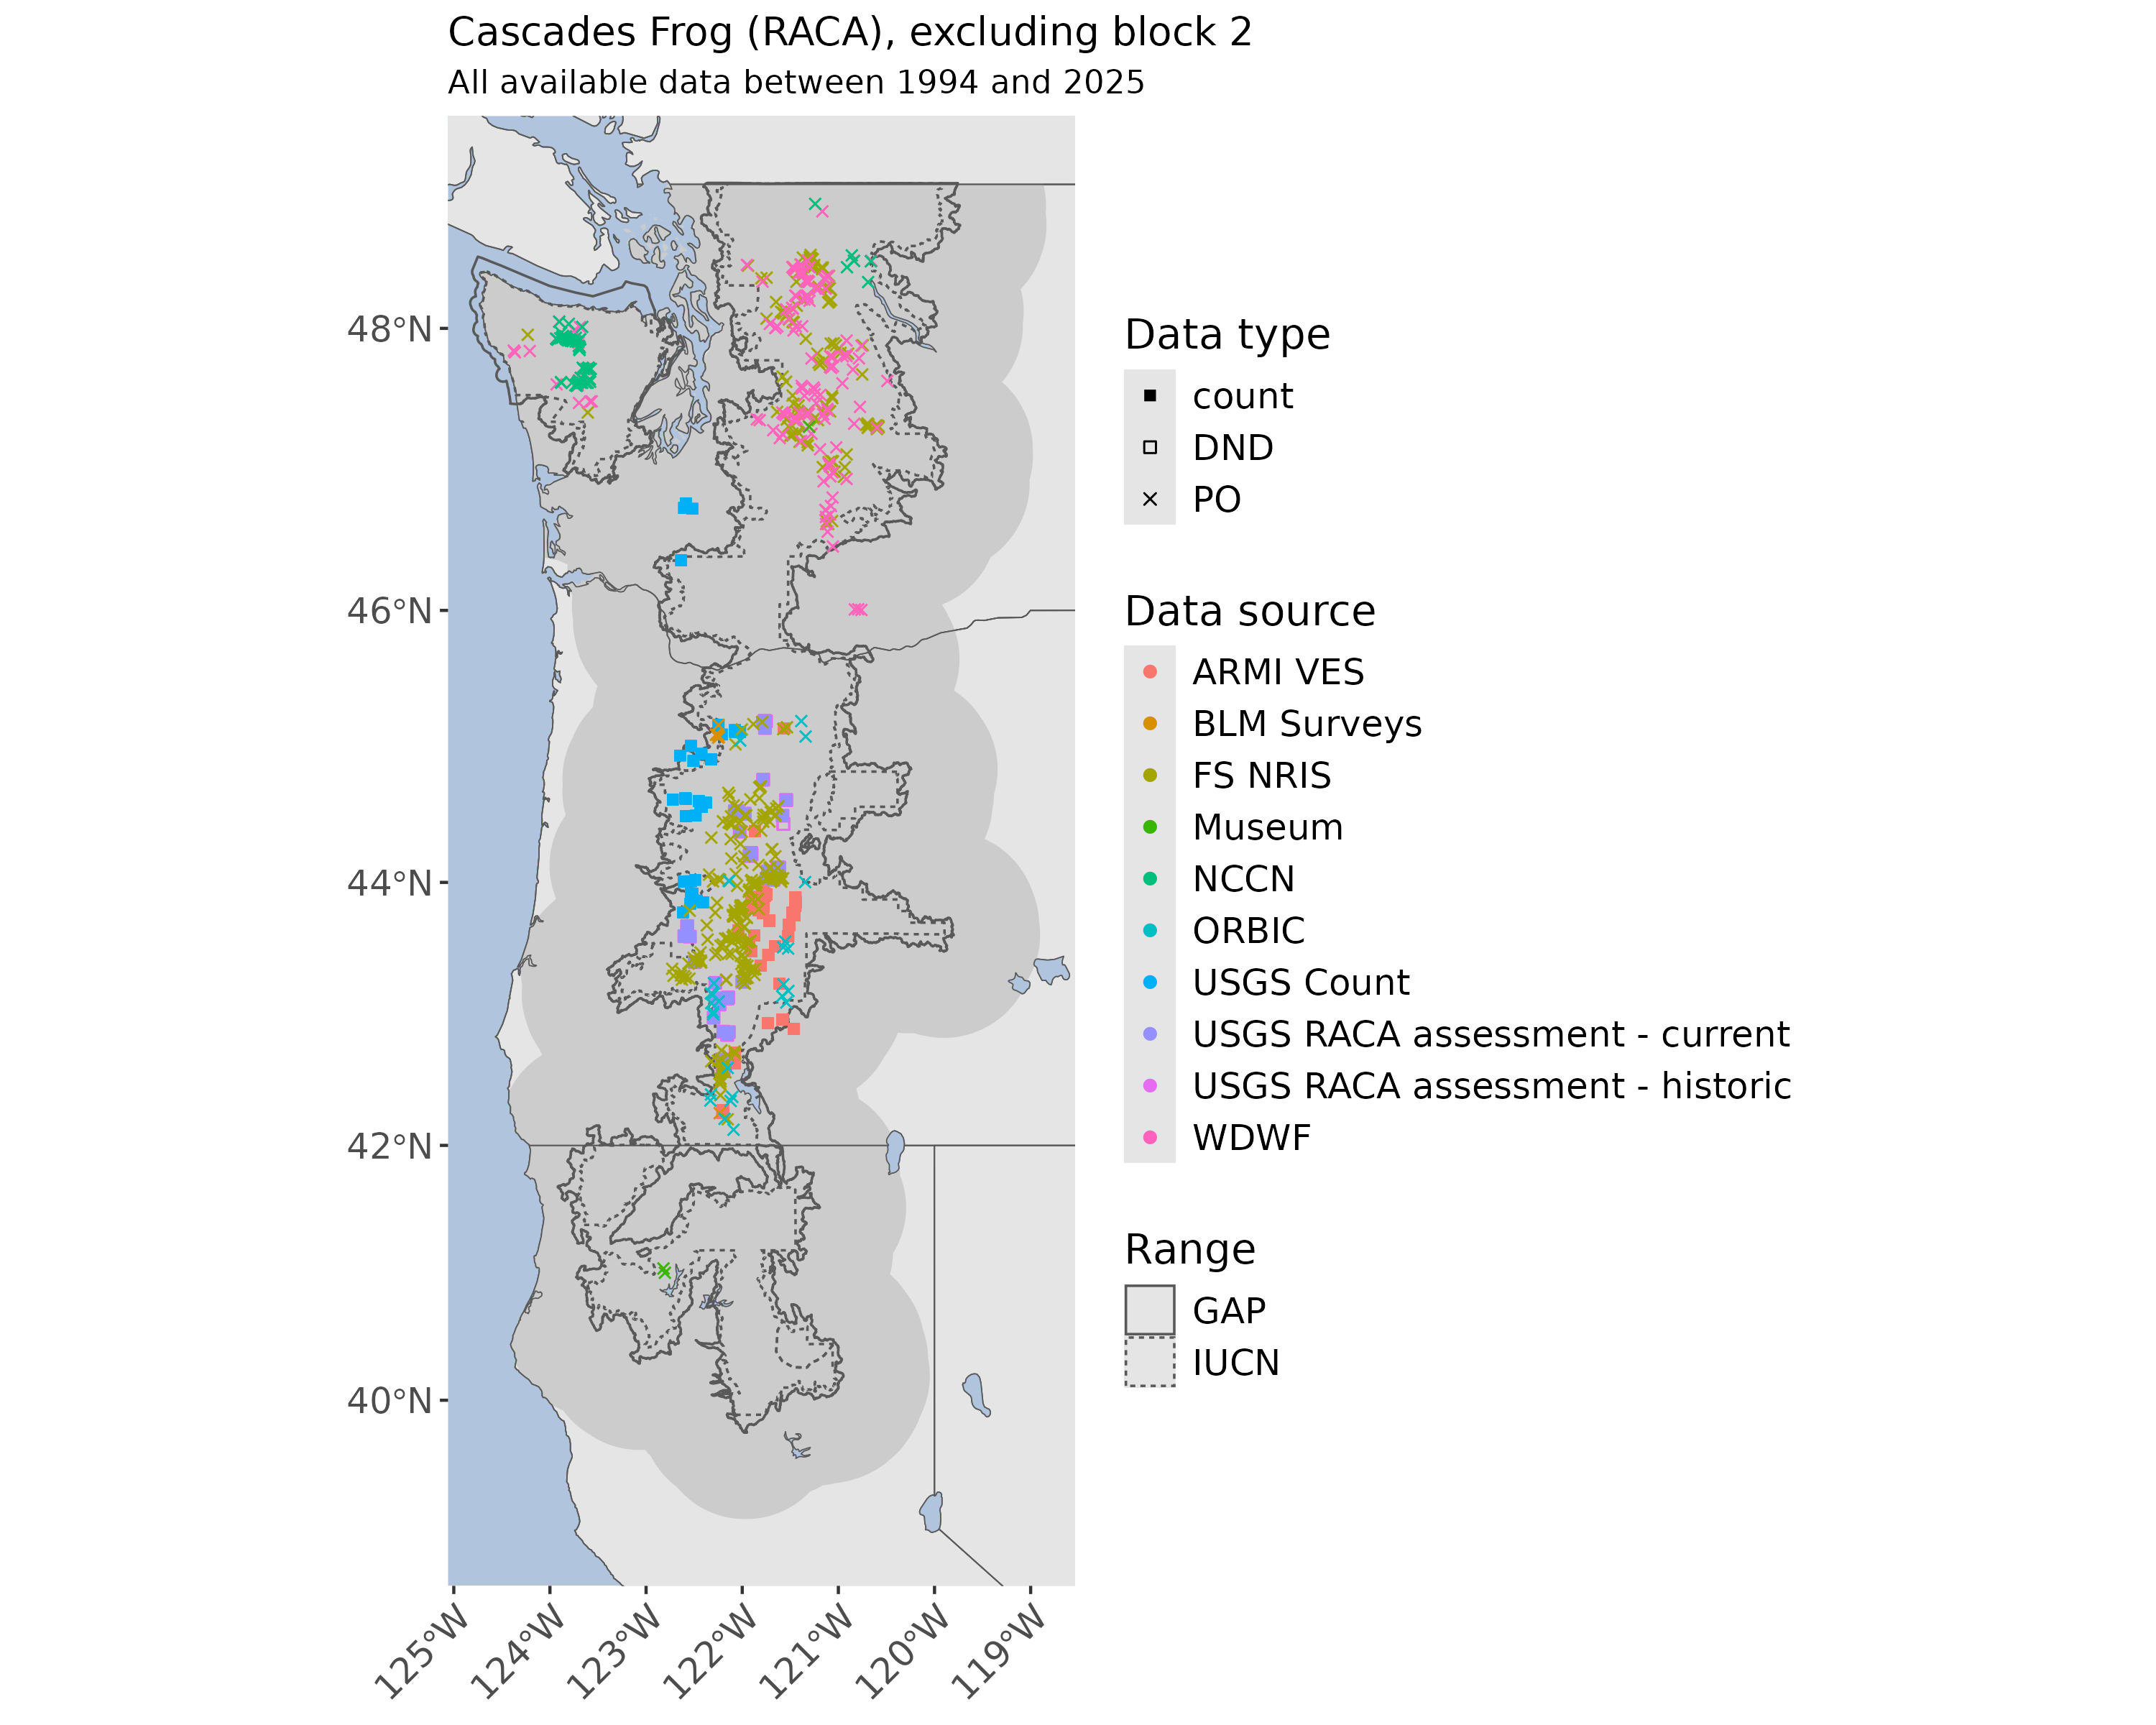 Cascades Frog (RACA), excluding block 2
All available data between 1994 and 2025
48°N
46°N
44°N
42°N
40°N
125°W
124°W
123°W
122°W
121°W
120°W
119°W
Data type
count
DND
PO
Data source
ARMI VES
BLM Surveys
FS NRIS
Museum
NCCN
ORBIC
USGS Count
USGS RACA assessment - current
USGS RACA assessment - historic
WDWF
Range
GAP
IUCN